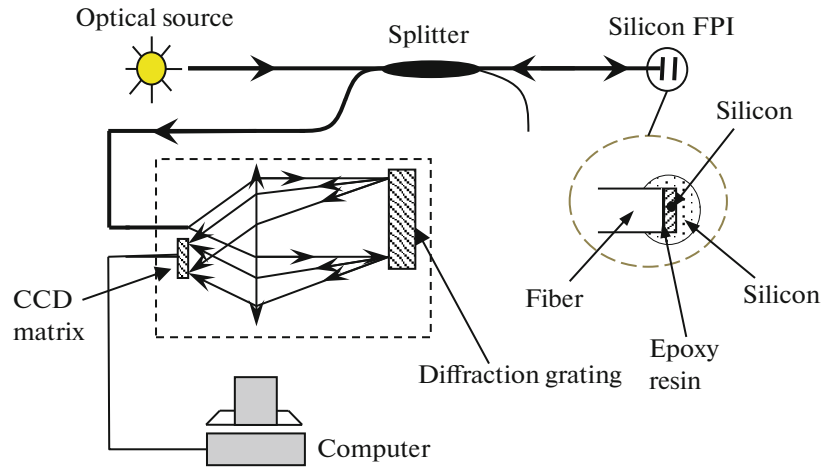 Optical source
Splitter
Silicon FPI
Silicon
CCD
matrix
Fiber
Silicon
Epoxy
resin
Diffraction grating
Computer